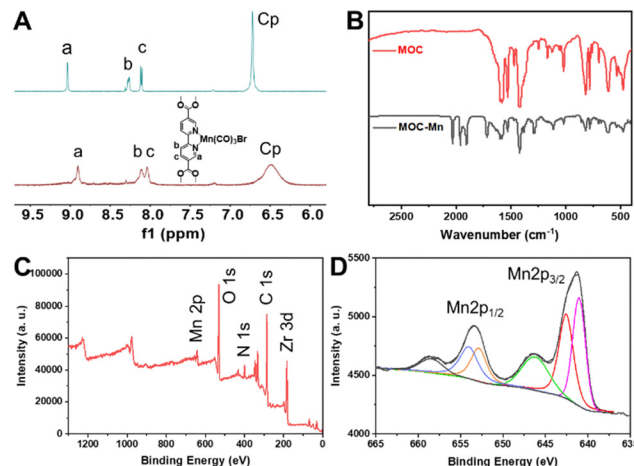 A
a
b
c
Cp
a
b c
Cp
Mn(CO)₃Br
b
c
a
N
N
O
O
O
O
9.5 9.0 8.5 8.0 7.5 7.0 6.5 6.0
f1 (ppm)
B
MOC
MOC-Mn
2500 2000 1500 1000 500 0
Wavenumber (cm⁻¹)
C
100000
80000
60000
40000
20000
0
Intensity (a. u.)
Mn 2p
O 1s
N 1s
C 1s
Zr 3d
1200 1000 800 600 400 200 0
Binding Energy (eV)
D
5500
5000
4500
4000
Intensity (a. u.)
Mn2p₁/₂
Mn2p₃/₂
665 660 655 650 645 640
Binding Energy (eV)